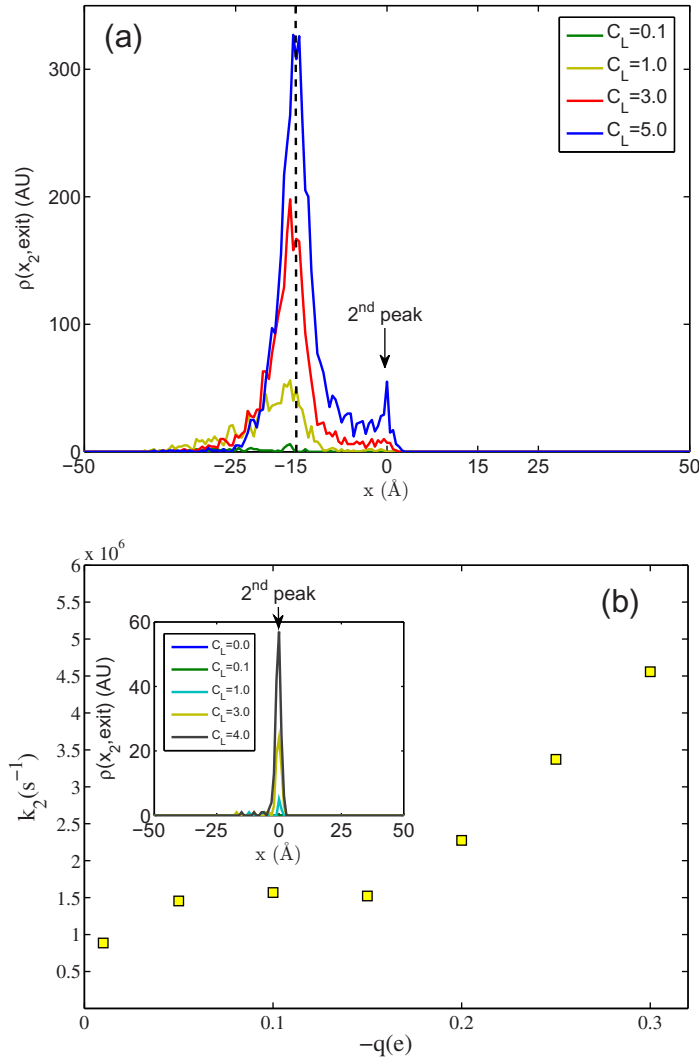 (a)
C_L=0.1
C_L=1.0
C_L=3.0
C_L=5.0
ρ(x_2,exit) (AU)
300
200
100
0
2^nd peak
−50 −25 −15 0 15 25 50
x (Å)
(b)
x 10^6
6
5.5
5
4.5
4
3.5
3
2.5
2
1.5
1
0.5
k_2(s^−1)
2^nd peak
C_L=0.0
C_L=0.1
C_L=1.0
C_L=3.0
C_L=4.0
ρ(x_2,exit) (AU)
60
40
20
0
−50 −25 0 25 50
x (Å)
0 0.1 0.2 0.3
−q(e)